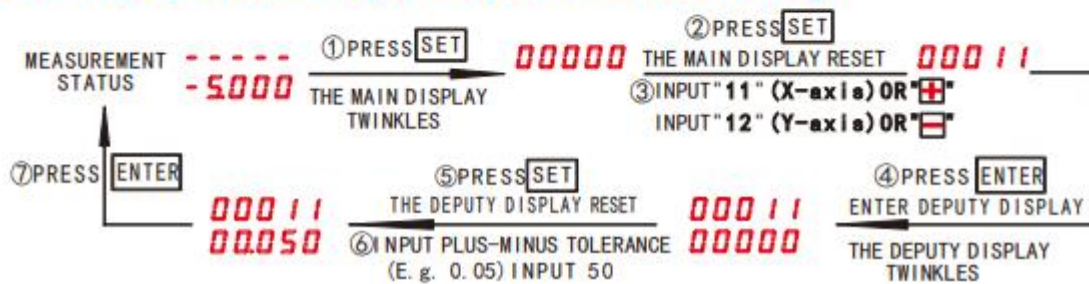 MEASUREMENT
STATUS
- - - - -
- 5.000
①PRESS SET
THE MAIN DISPLAY
TWINKLES
00000
②PRESS SET
THE MAIN DISPLAY RESET
③INPUT"11"(X-axis)OR"+"
INPUT"12"(Y-axis)OR"-"
00011
④PRESS ENTER
ENTER DEPUTY DISPLAY
THE DEPUTY DISPLAY
TWINKLES
00011
00000
⑤PRESS SET
THE DEPUTY DISPLAY RESET
⑥INPUT PLUS-MINUS TOLERANCE
(E. g. 0.05) INPUT 50
00011
00.050
⑦PRESS ENTER